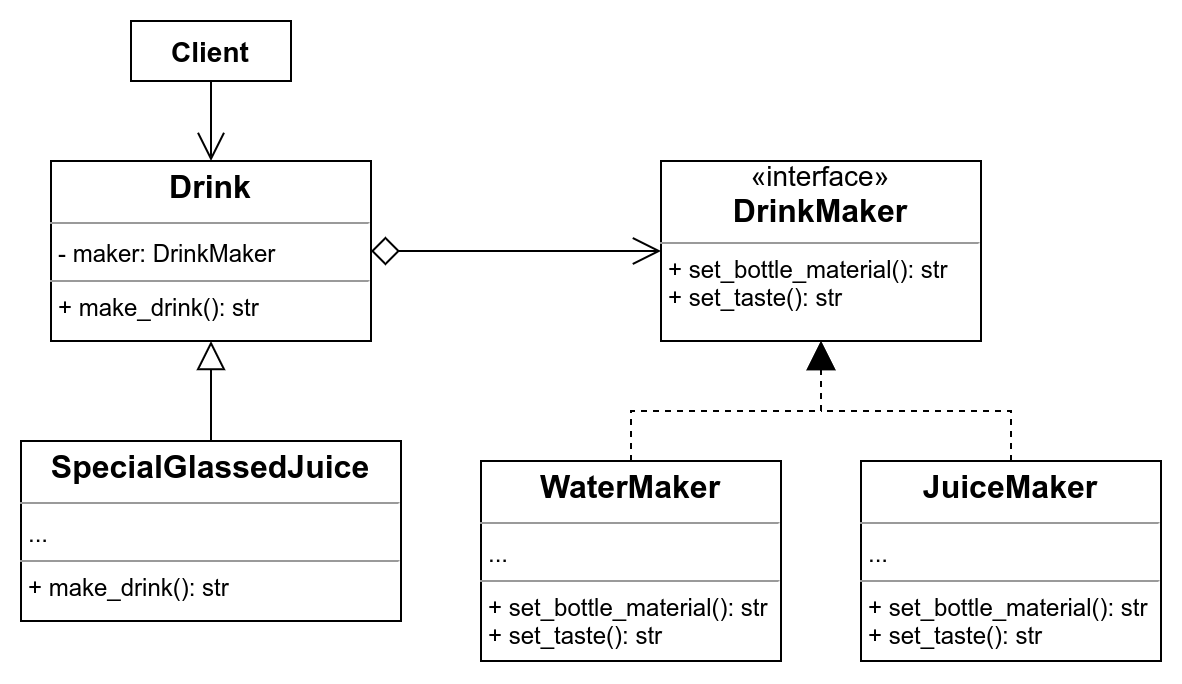 Client
Drink
- maker: DrinkMaker
+ make_drink(): str
«interface»
DrinkMaker
+ set_bottle_material(): str
+ set_taste(): str
SpecialGlassedJuice
...
+ make_drink(): str
WaterMaker
...
+ set_bottle_material(): str
+ set_taste(): str
JuiceMaker
...
+ set_bottle_material(): str
+ set_taste(): str